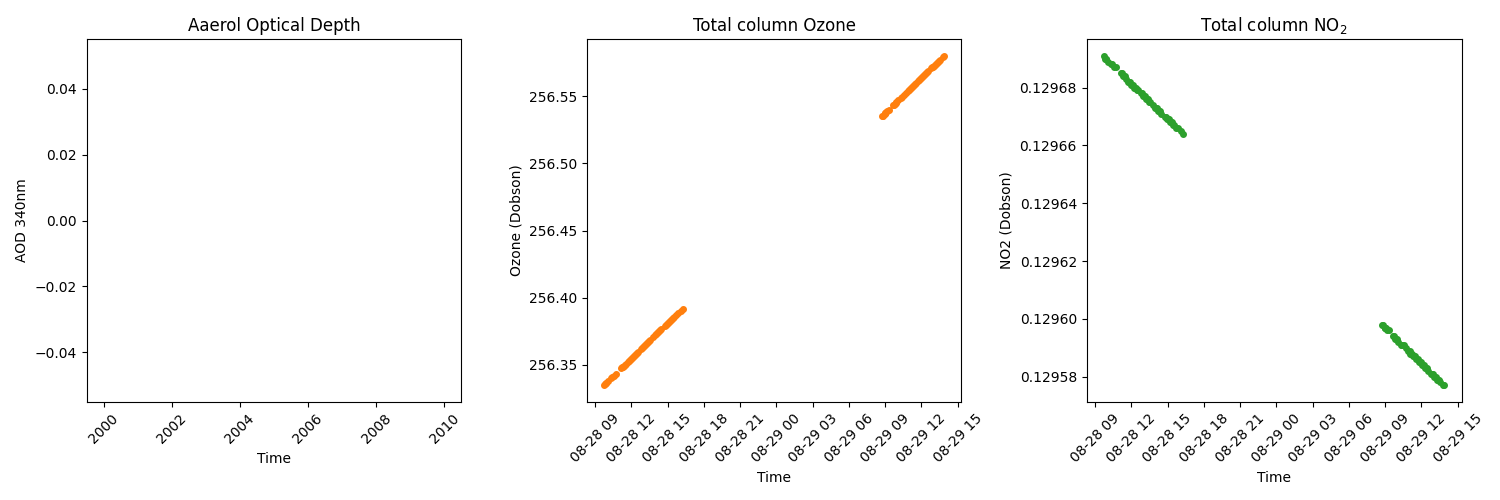 Aaerol Optical Depth
AOD 340nm
0.04
0.02
0.00
−0.02
−0.04
2000 2002 2004 2006 2008 2010
Time
Total column Ozone
Ozone (Dobson)
256.55
256.50
256.45
256.40
256.35
08-28 09 08-28 12 08-28 15 08-28 18 08-28 21 08-29 00 08-29 03 08-29 06 08-29 09 08-29 12 08-29 15
Time
Total column NO₂
NO2 (Dobson)
0.12968
0.12966
0.12964
0.12962
0.12960
0.12958
08-28 09 08-28 12 08-28 15 08-28 18 08-28 21 08-29 00 08-29 03 08-29 06 08-29 09 08-29 12 08-29 15
Time